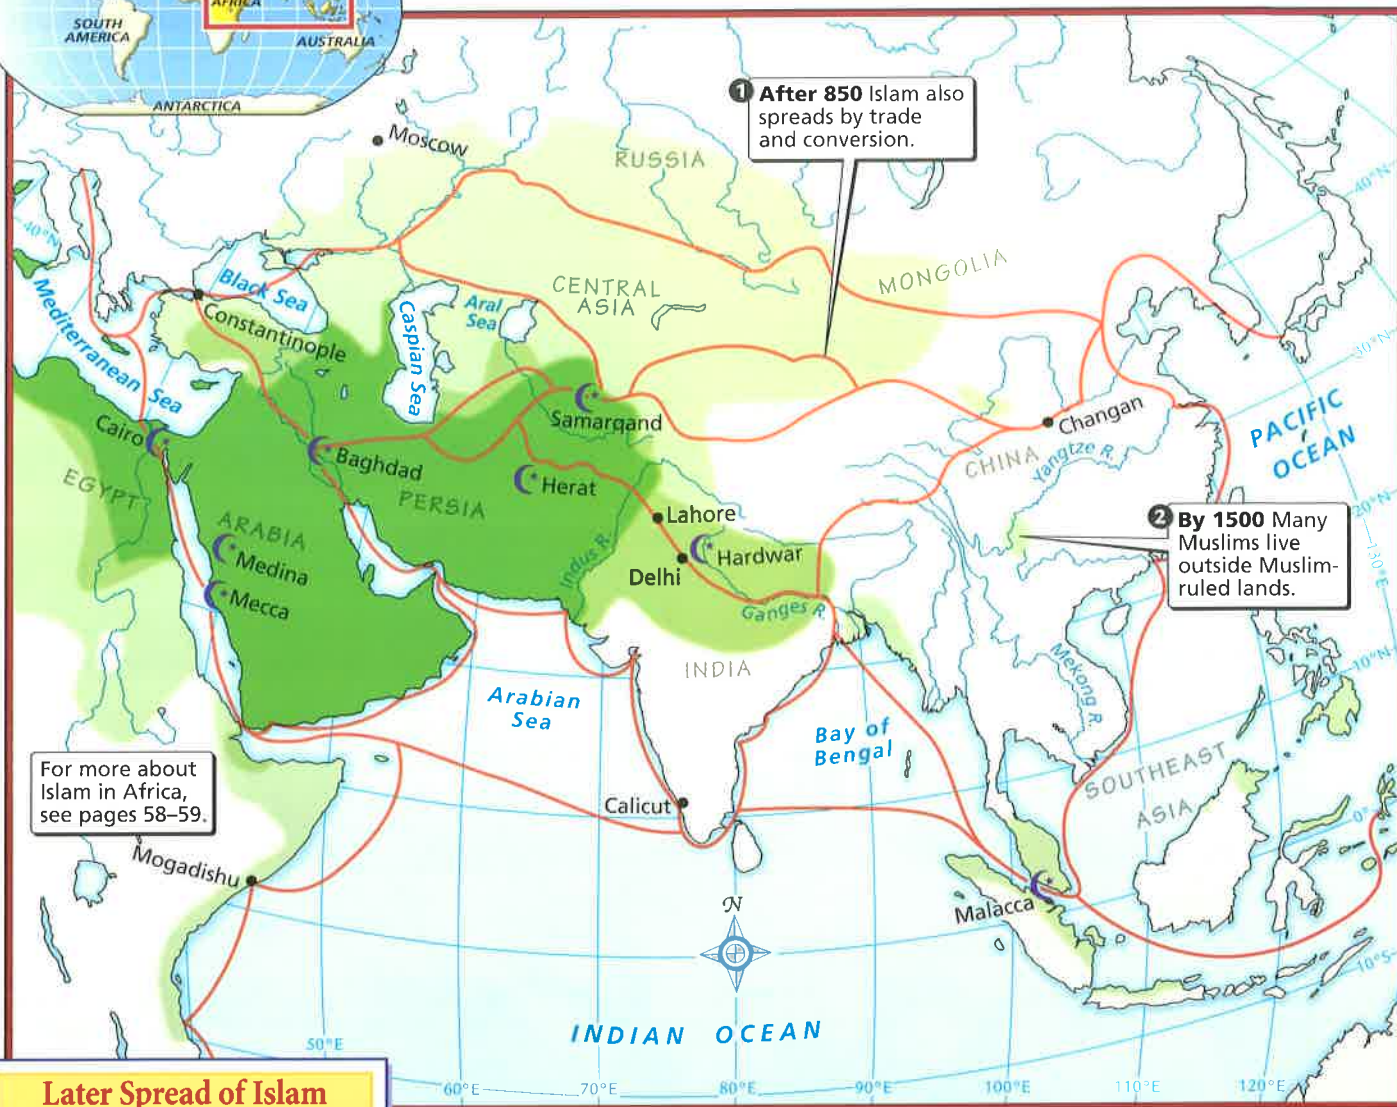 AFRICA
SOUTH
AMERICA
AUSTRALIA
ANTARCTICA
1 After 850 Islam also
spreads by trade
and conversion.
Moscow
RUSSIA
40°N
40°N
MONGOLIA
Black Sea
CENTRAL
ASIA
Aral
Sea
Caspian Sea
Constantinople
Mediterranean Sea
30°N
Samarqand
Changan
PACIFIC
OCEAN
Cairo
Baghdad
CHINA
Yangtze R.
EGYPT
PERSIA
Herat
Lahore
20°N
ARABIA
Medina
Indus R.
Hardwar
Delhi
2 By 1500 Many
Muslims live
outside Muslim-
ruled lands.
130°E
Mecca
Ganges R.
INDIA
Mekong R.
10°N
Arabian
Sea
Bay of
Bengal
SOUTHEAST
ASIA
For more about
Islam in Africa,
see pages 58–59.
Calicut
0°
Mogadishu
Malacca
N
10°S
INDIAN OCEAN
50°E
60°E
70°E
80°E
90°E
100°E
110°E
120°E
Later Spread of Islam